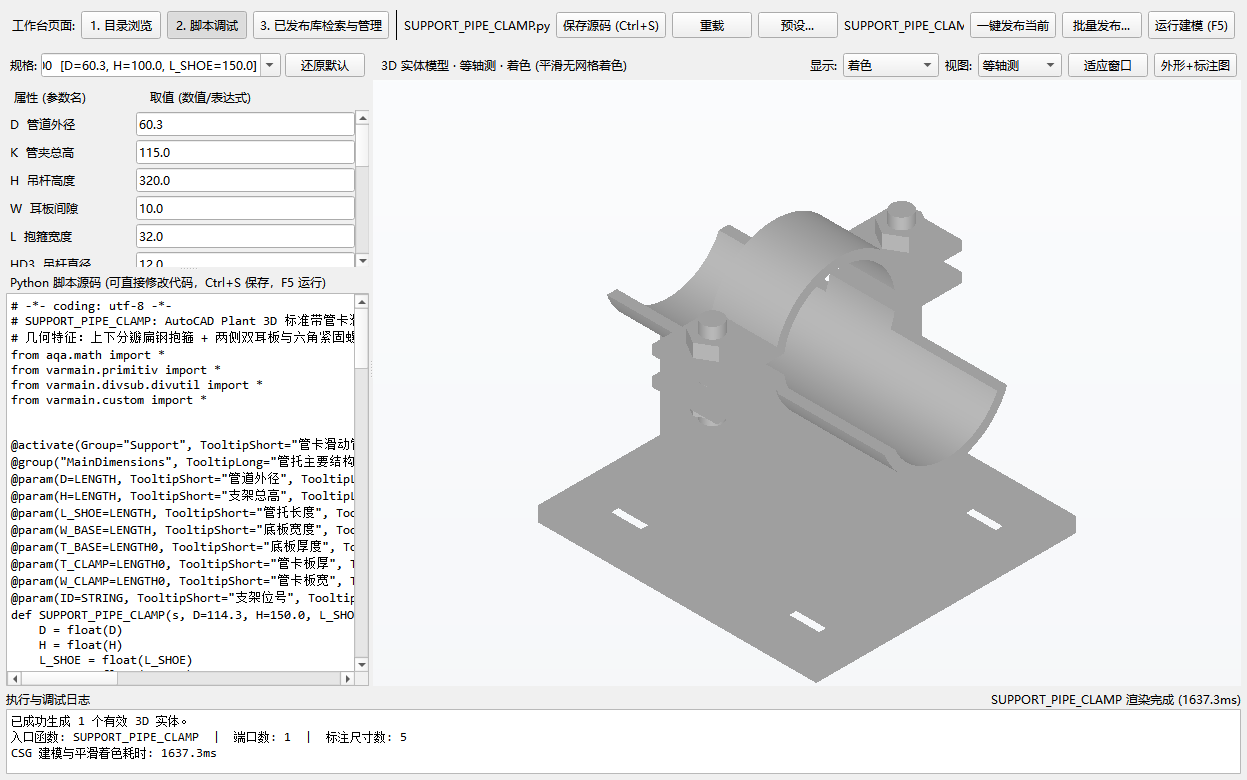 工作台页面: 1. 目录浏览 2. 脚本调试 3. 已发布库检索与管理 SUPPORT_PIPE_CLAMP.py 保存源码 (Ctrl+S) 重载 预设... SUPPORT_PIPE_CLAM 一键发布当前 批量发布... 运行建模 (F5)
规格: [D=60.3, H=100.0, L_SHOE=150.0] 还原默认 3D 实体模型 · 等轴测 · 着色 (平滑无网格着色) 显示: 着色 视图: 等轴测 适应窗口 外形+标注图
属性 (参数名) 取值 (数值/表达式)
D 管道外径 60.3
K 管夹总高 115.0
H 吊杆高度 320.0
W 耳板间隙 10.0
L 抱箍宽度 32.0
HD3 吊杆直径 12.0
Python 脚本源码 (可直接修改代码, Ctrl+S 保存, F5 运行)
# -*- coding: utf-8 -*-
# SUPPORT_PIPE_CLAMP: AutoCAD Plant 3D 标准带管卡
# 几何特征: 上下分瓣扁钢抱箍 + 两侧双耳板与六角紧固螺
from aqa.math import *
from varmain.primitiv import *
from varmain.divsub.divutil import *
from varmain.custom import *
@activate(Group="Support", TooltipShort="管卡滑动
@group("MainDimensions", TooltipLong="管托主要结构
@param(D=LENGTH, TooltipShort="管道外径", TooltipL
@param(H=LENGTH, TooltipShort="支架总高", TooltipL
@param(L_SHOE=LENGTH, TooltipShort="管托长度", Too
@param(W_BASE=LENGTH, TooltipShort="底板宽度", Too
@param(T_BASE=LENGTH0, TooltipShort="底板厚度", To
@param(T_CLAMP=LENGTH0, TooltipShort="管卡板厚", T
@param(W_CLAMP=LENGTH0, TooltipShort="管卡板宽", T
@param(ID=STRING, TooltipShort="支架位号", Tooltip
def SUPPORT_PIPE_CLAMP(s, D=114.3, H=150.0, L_SHO
D = float(D)
H = float(H)
L_SHOE = float(L_SHOE)
执行与调试日志 SUPPORT_PIPE_CLAMP 渲染完成 (1637.3ms)
已成功生成 1 个有效 3D 实体。
入口函数: SUPPORT_PIPE_CLAMP | 端口数: 1 | 标注尺寸数: 5
CSG 建模与平滑着色耗时: 1637.3ms